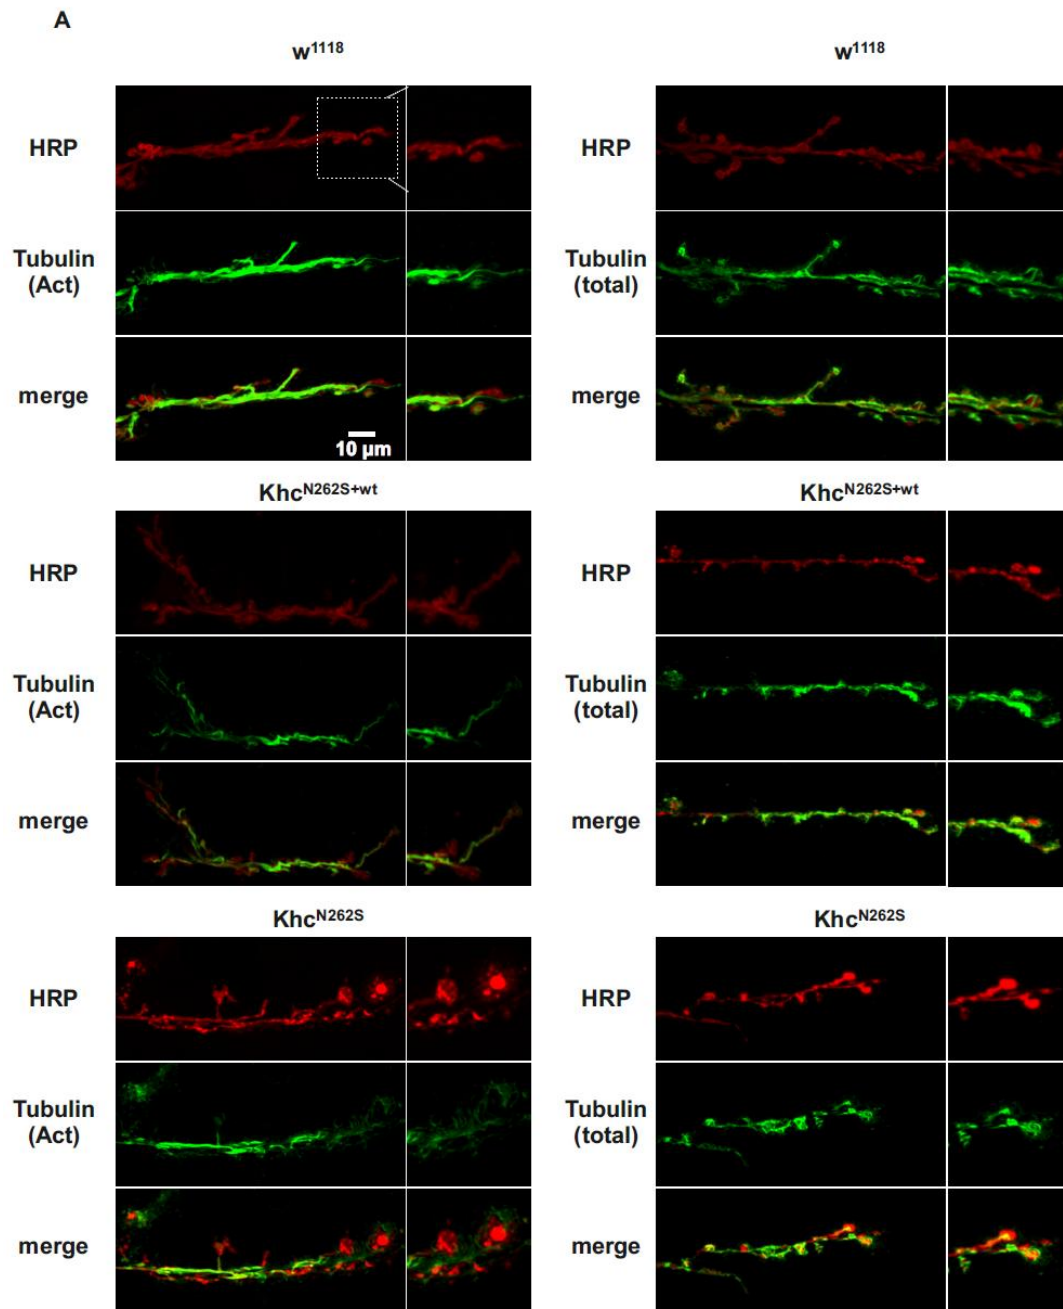 A
w1118
w1118
HRP
HRP
Tubulin
(Act)
Tubulin
(total)
merge
merge
10 µm
KhcN262S+wt
KhcN262S+wt
HRP
HRP
Tubulin
(Act)
Tubulin
(total)
merge
merge
KhcN262S
KhcN262S
HRP
HRP
Tubulin
(Act)
Tubulin
(total)
merge
merge